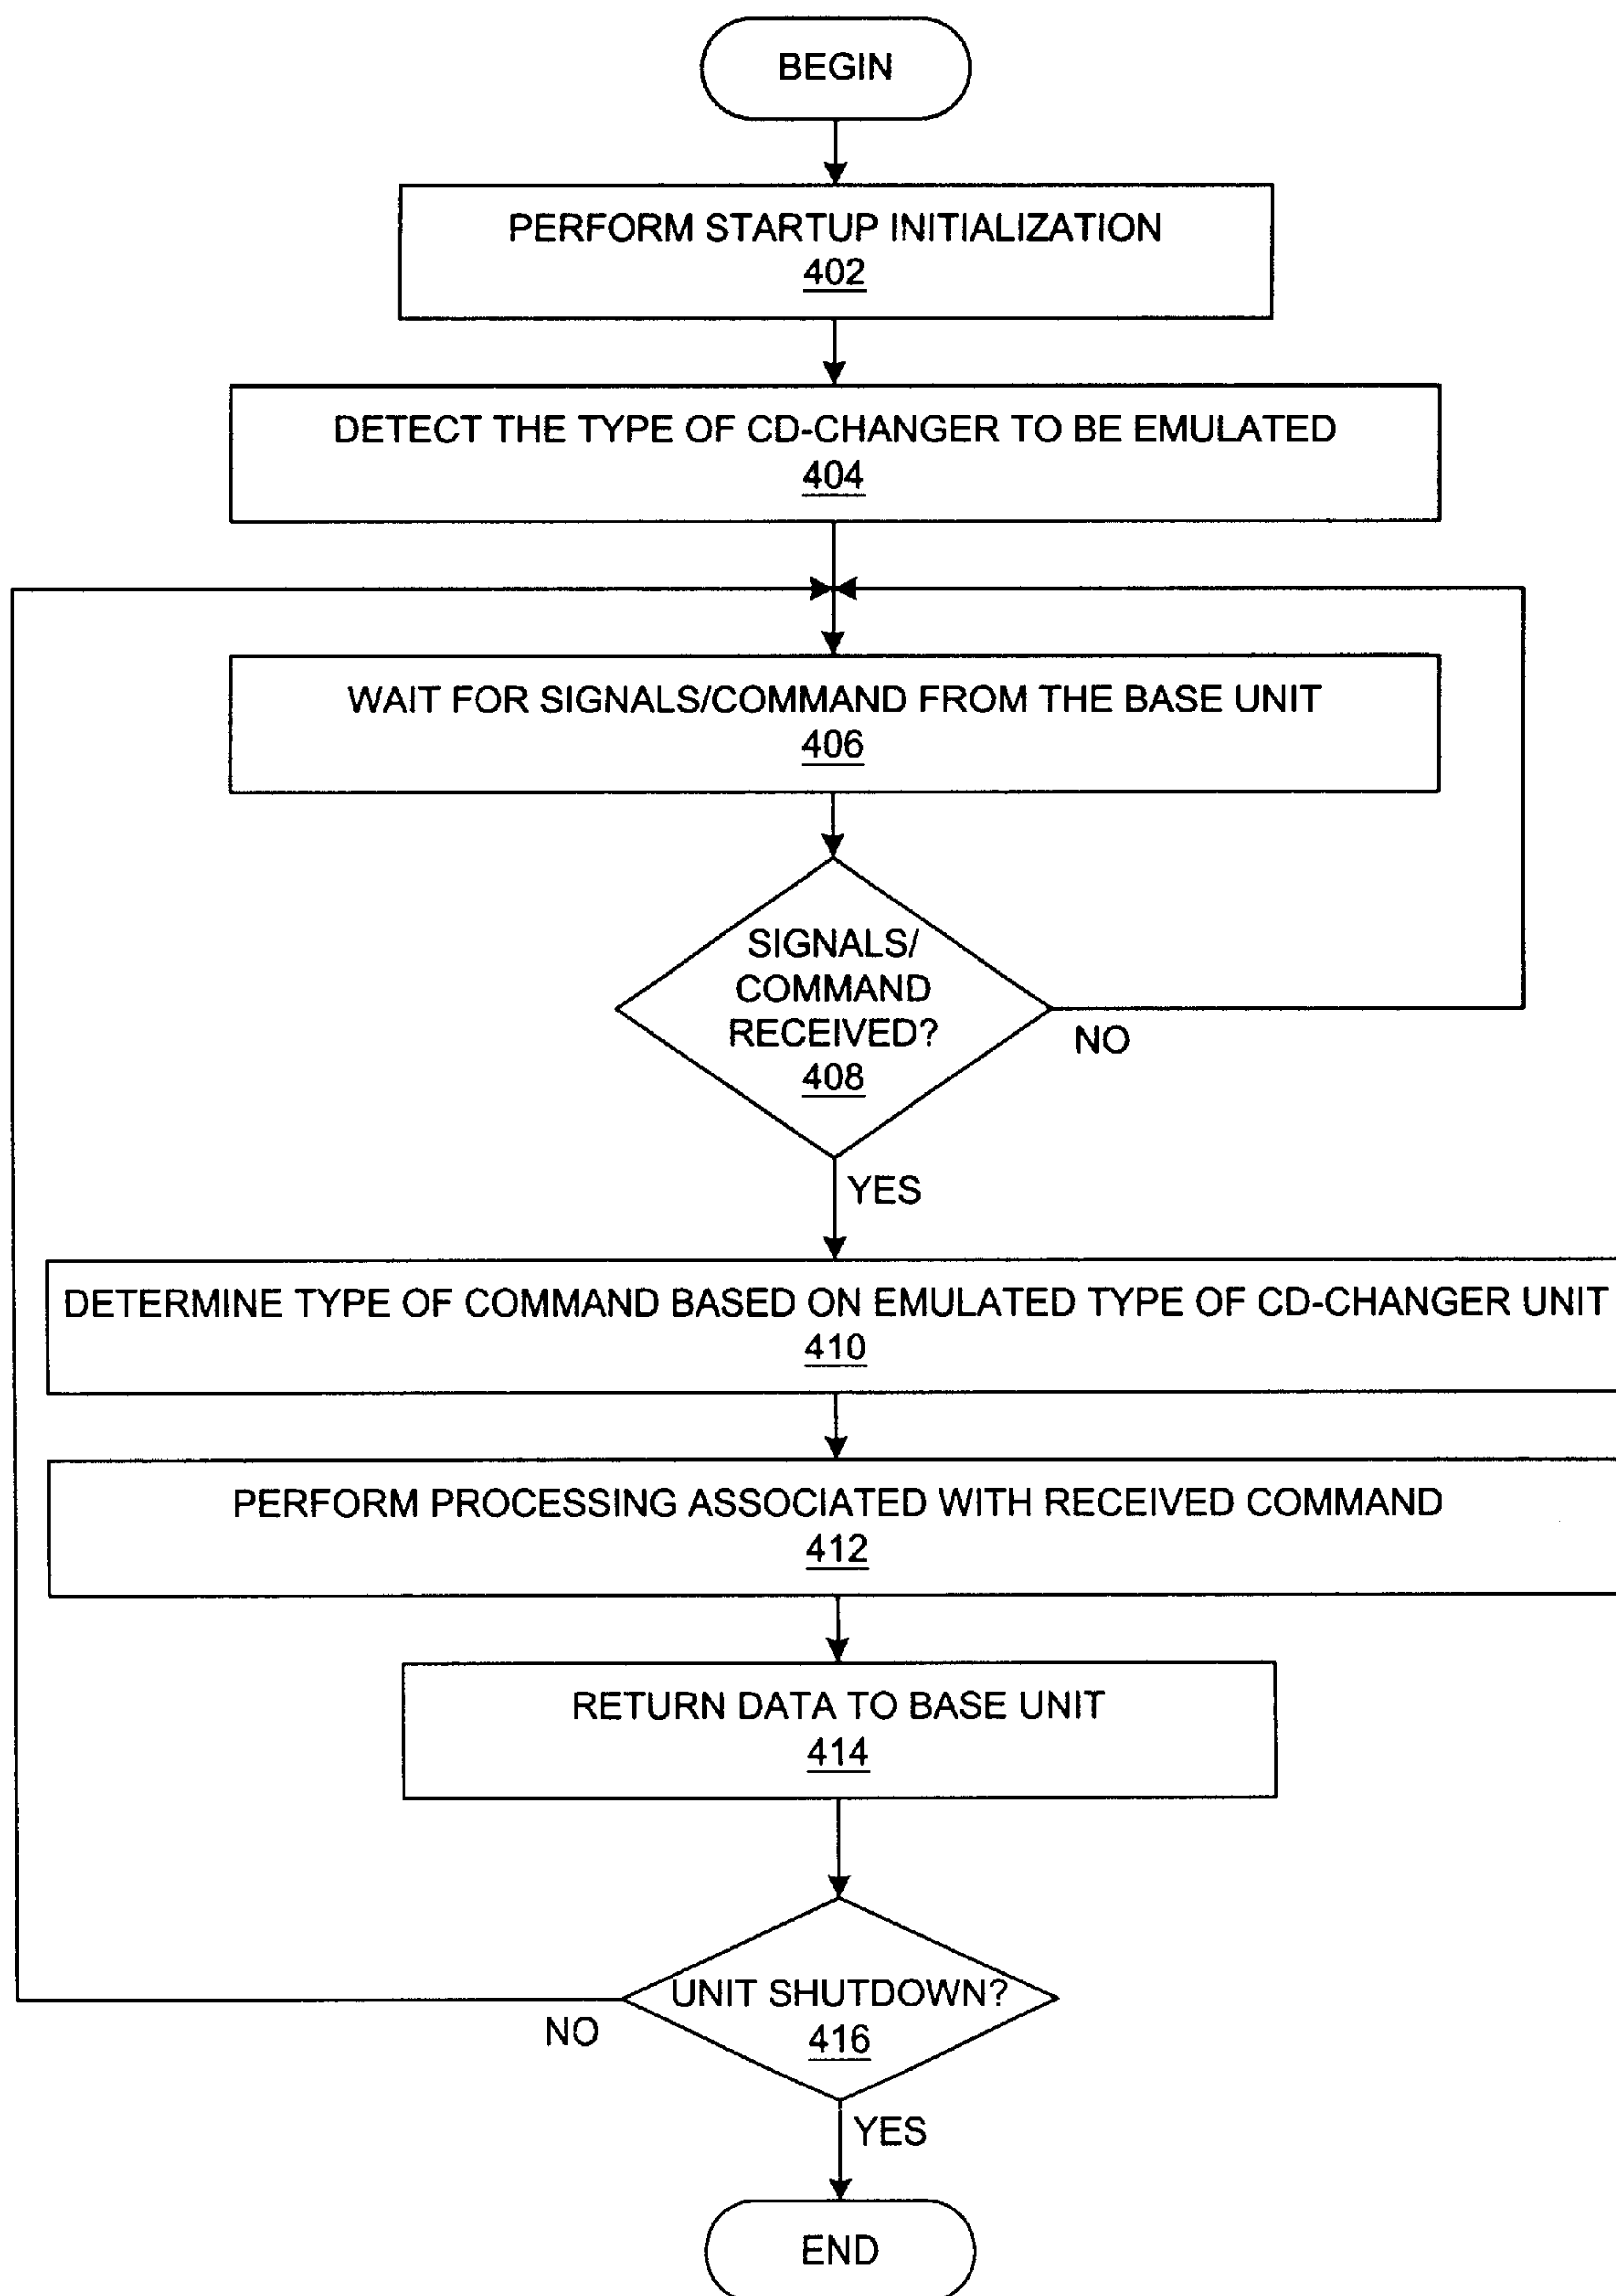 BEGIN
PERFORM STARTUP INITIALIZATION
402
DETECT THE TYPE OF CD-CHANGER TO BE EMULATED
404
WAIT FOR SIGNALS/COMMAND FROM THE BASE UNIT
406
SIGNALS/
COMMAND
RECEIVED?
408
NO
YES
DETERMINE TYPE OF COMMAND BASED ON EMULATED TYPE OF CD-CHANGER UNIT
410
PERFORM PROCESSING ASSOCIATED WITH RECEIVED COMMAND
412
RETURN DATA TO BASE UNIT
414
UNIT SHUTDOWN?
416
NO
YES
END